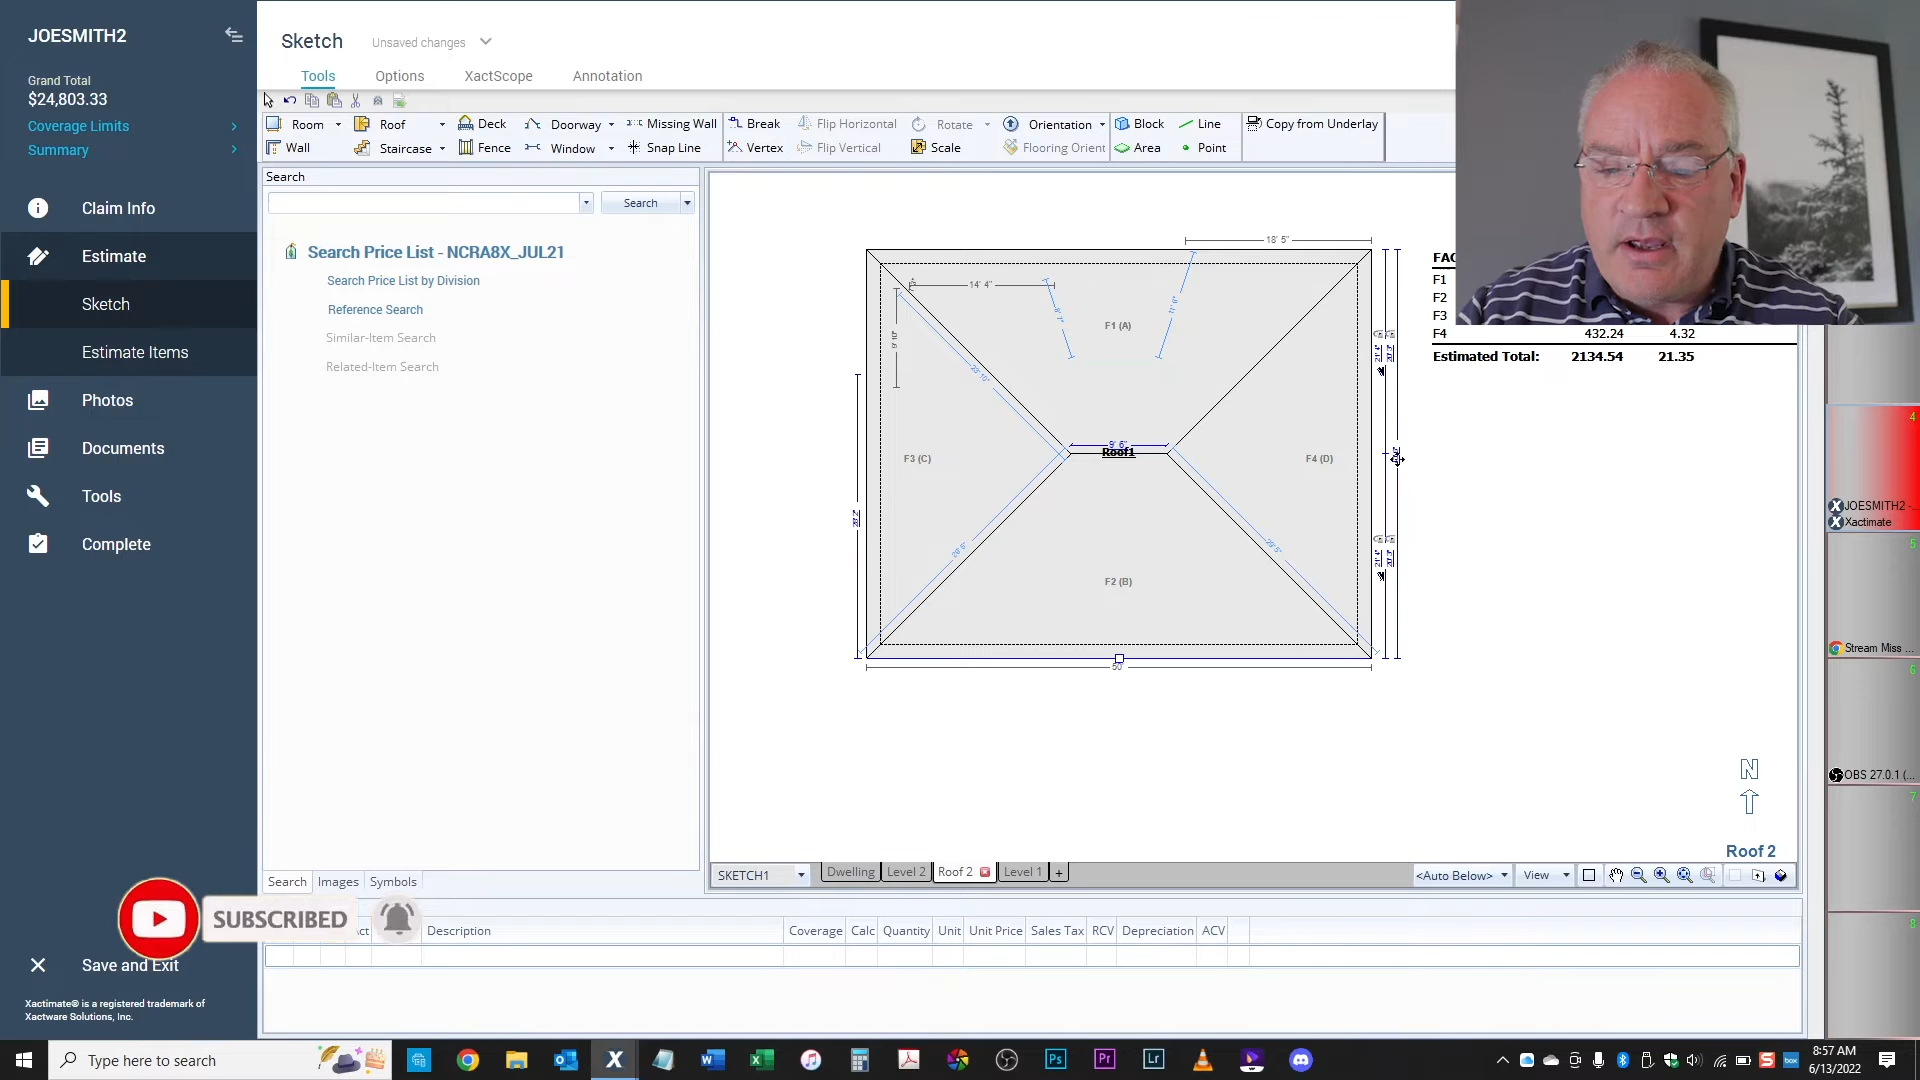 JOESMITH2
Grand Total
$24,803.33
Coverage Limits
Summary
Claim Info
Estimate
Sketch
Estimate Items
Photos
Documents
Tools
Complete
Save and Exit
Xactimate® is a registered trademark of
Xactware Solutions, Inc.
Sketch Unsaved changes
Tools Options XactScope Annotation
Room Roof Deck Doorway Missing Wall Break Flip Horizontal Rotate Orientation Block Line Copy from Underlay
Wall Staircase Fence Window Snap Line Vertex Flip Vertical Scale Flooring Orient Area Point
Search
Search
Search Price List - NCRA8X_JUL21
Search Price List by Division
Reference Search
Similar-Item Search
Related-Item Search
Search Images Symbols
18' 5"
14' 4"
F1 (A)
9' 6"
Roof1
F3 (C)
F4 (D)
F2 (B)
50'
F1
F2
F3
F4 432.24 4.32
Estimated Total: 2134.54 21.35
N
Roof 2
SKETCH1 Dwelling Level 2 Roof 2 Level 1 + <Auto Below> View
SUBSCRIBED
Description Coverage Calc Quantity Unit Unit Price Sales Tax RCV Depreciation ACV
4
JOESMITH2 -...
Xactimate
5
Stream Miss ...
6
OBS 27.0.1 (...
7
8
Type here to search
8:57 AM
6/13/2022